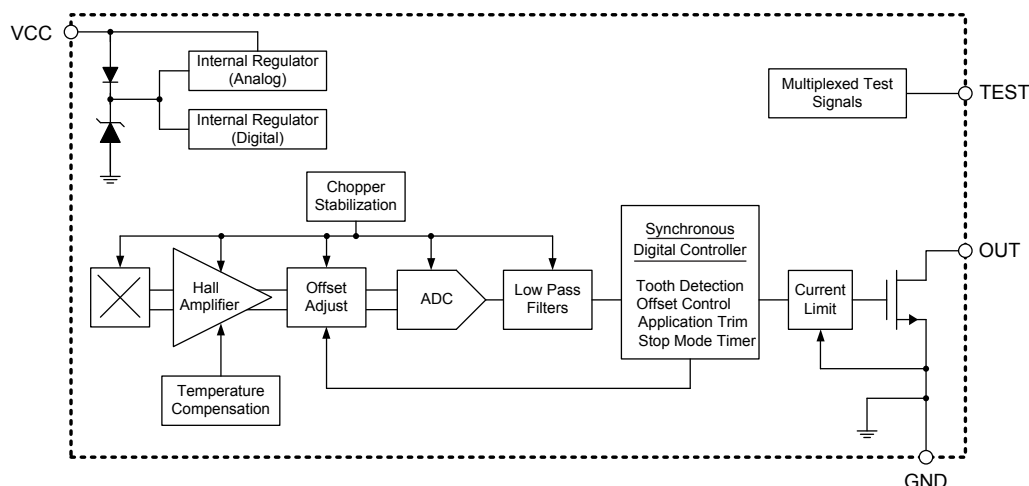 VCC
Internal Regulator
(Analog)
Internal Regulator
(Digital)
Multiplexed Test
Signals
TEST
Chopper
Stabilization
Synchronous
Digital Controller
Tooth Detection
Offset Control
Application Trim
Stop Mode Timer
OUT
Hall
Amplifier
Offset
Adjust
ADC
Low Pass
Filters
Current
Limit
Temperature
Compensation
GND